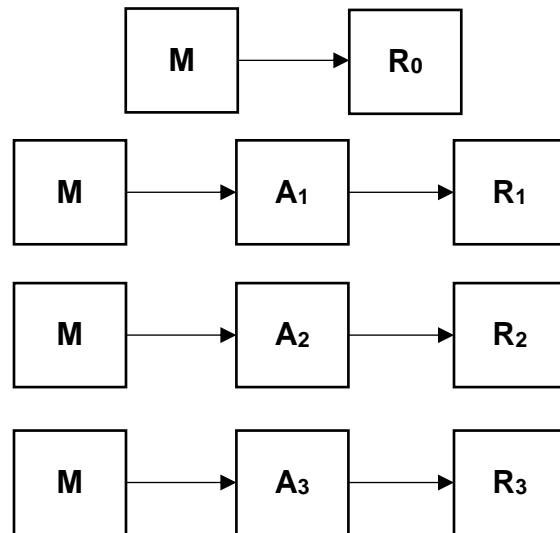 M R₀
M A₁ R₁
M A₂ R₂
M A₃ R₃